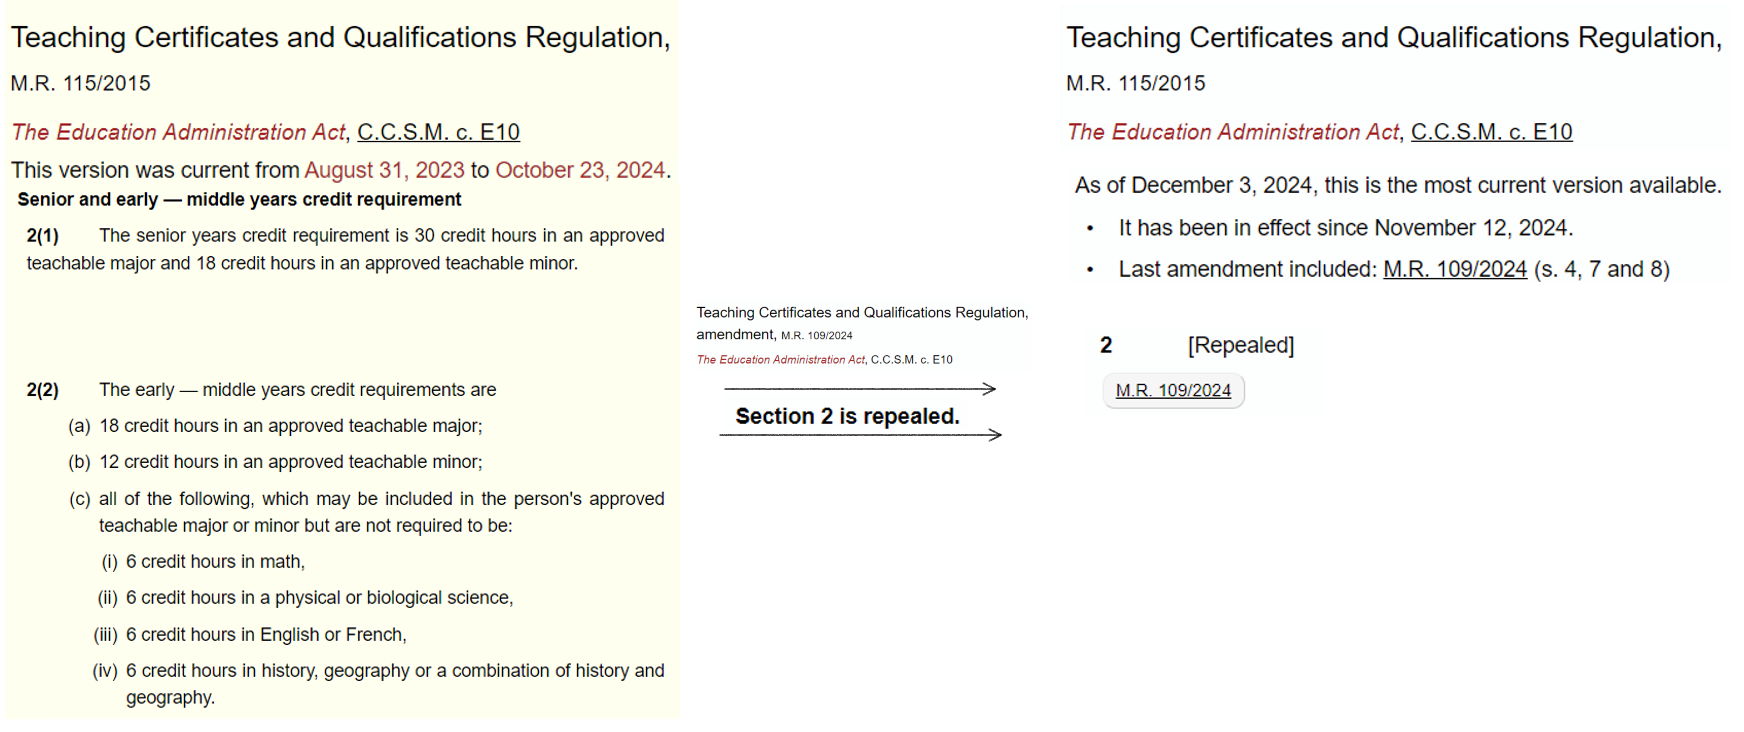 Teaching Certificates and Qualifications Regulation,
M.R. 115/2015
The Education Administration Act, C.C.S.M. c. E10
This version was current from August 31, 2023 to October 23, 2024.
Senior and early — middle years credit requirement
2(1) The senior years credit requirement is 30 credit hours in an approved
teachable major and 18 credit hours in an approved teachable minor.
2(2) The early — middle years credit requirements are
(a) 18 credit hours in an approved teachable major;
(b) 12 credit hours in an approved teachable minor;
(c) all of the following, which may be included in the person's approved
teachable major or minor but are not required to be:
(i) 6 credit hours in math,
(ii) 6 credit hours in a physical or biological science,
(iii) 6 credit hours in English or French,
(iv) 6 credit hours in history, geography or a combination of history and
geography.
Teaching Certificates and Qualifications Regulation,
amendment, M.R. 109/2024
The Education Administration Act, C.C.S.M. c. E10
Section 2 is repealed.
Teaching Certificates and Qualifications Regulation,
M.R. 115/2015
The Education Administration Act, C.C.S.M. c. E10
As of December 3, 2024, this is the most current version available.
• It has been in effect since November 12, 2024.
• Last amendment included: M.R. 109/2024 (s. 4, 7 and 8)
2 [Repealed]
M.R. 109/2024